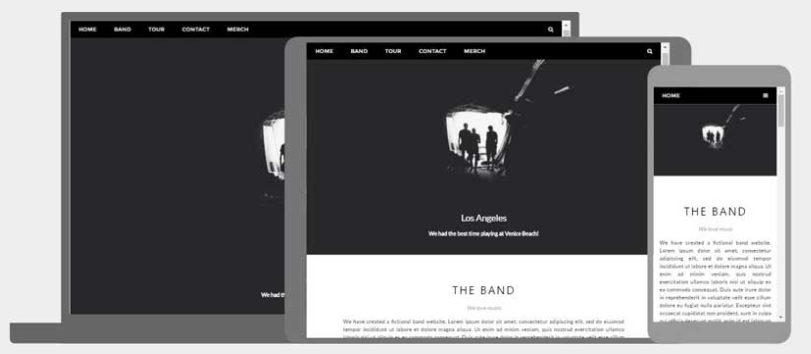 HOME BAND TOUR CONTACT MERCH
We had t
HOME BAND TOUR CONTACT MERCH
Los Angeles
We had the best time playing at Venice Beach!
THE BAND
We love music
We have created a fictional band website. Lorem ipsum dolor sit amet, consectetur adipiscing elit, sed do eiusmod
tempor incididunt ut labore et dolore magna aliqua. Ut enim ad minim veniam, quis nostrud exercitation ullamco
HOME
THE BAND
We love music
We have created a fictional band website.
Lorem ipsum dolor sit amet, consectetur
adipiscing elit, sed do eiusmod tempor
incididunt ut labore et dolore magna aliqua. Ut
enim ad minim veniam, quis nostrud
exercitation ullamco laboris nisi ut aliquip ex
ea commodo consequat. Duis aute irure dolor
in reprehenderit in voluptate velit esse cillum
dolore eu fugiat nulla pariatur. Excepteur sint
occaecat cupidatat non proident, sunt in culpa